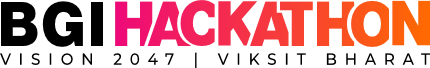 BGI HACKATHON
VISION 2047 | VIKSIT BHARAT